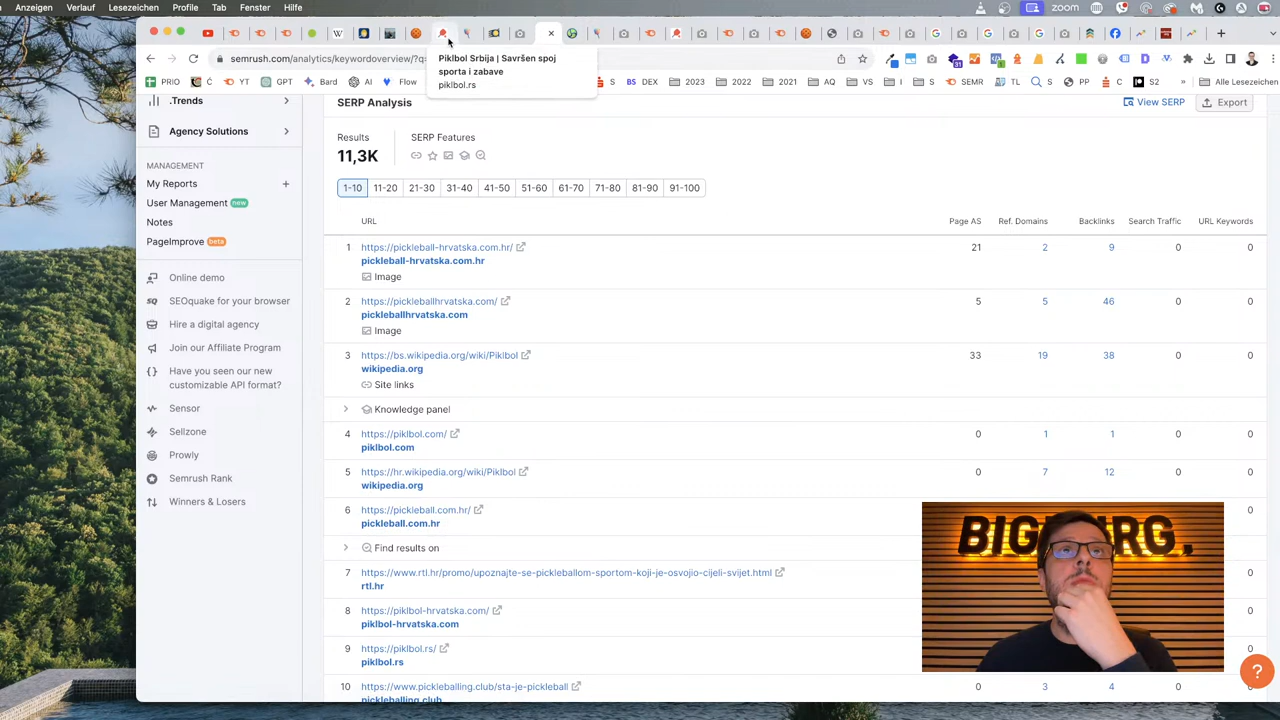 Anzeigen Verlauf Lesezeichen Profile Tab Fenster Hilfe
semrush.com/analytics/keywordoverview/?q=
Piklbol Srbija | Savršen spoj
sporta i zabave
piklbol.rs
PRIO Ć YT GPT Bard AI Flow S BS DEX 2023 2022 2021 AQ VS I S SEMR TL S PP C S2 » Alle Lesezeichen
.Trends
Agency Solutions
MANAGEMENT
My Reports +
User Management new
Notes
PageImprove beta
Online demo
SEOquake for your browser
Hire a digital agency
Join our Affiliate Program
Have you seen our new
customizable API format?
Sensor
Sellzone
Prowly
Semrush Rank
Winners & Losers
SERP Analysis
View SERP Export
Results SERP Features
11,3K
1-10 11-20 21-30 31-40 41-50 51-60 61-70 71-80 81-90 91-100
URL Page AS Ref. Domains Backlinks Search Traffic URL Keywords
1 https://pickleball-hrvatska.com.hr/ 21 2 9 0 0
pickleball-hrvatska.com.hr
Image
2 https://pickleballhrvatska.com/ 5 5 46 0 0
pickleballhrvatska.com
Image
3 https://bs.wikipedia.org/wiki/Piklbol 33 19 38 0 0
wikipedia.org
Site links
Knowledge panel
4 https://piklbol.com/ 0 1 1 0 0
piklbol.com
5 https://hr.wikipedia.org/wiki/Piklbol 0 7 12 0 0
wikipedia.org
6 https://pickleball.com.hr/ 0
pickleball.com.hr
Find results on
7 https://www.rtl.hr/promo/upoznajte-se-pickleballom-sportom-koji-je-osvojio-cijeli-svijet.html 0
rtl.hr
8 https://piklbol-hrvatska.com/ 0
piklbol-hrvatska.com
9 https://piklbol.rs/ 0
piklbol.rs
10 https://www.pickleballing.club/sta-je-pickleball 0 3 4 0 0
pickleballing.club
?